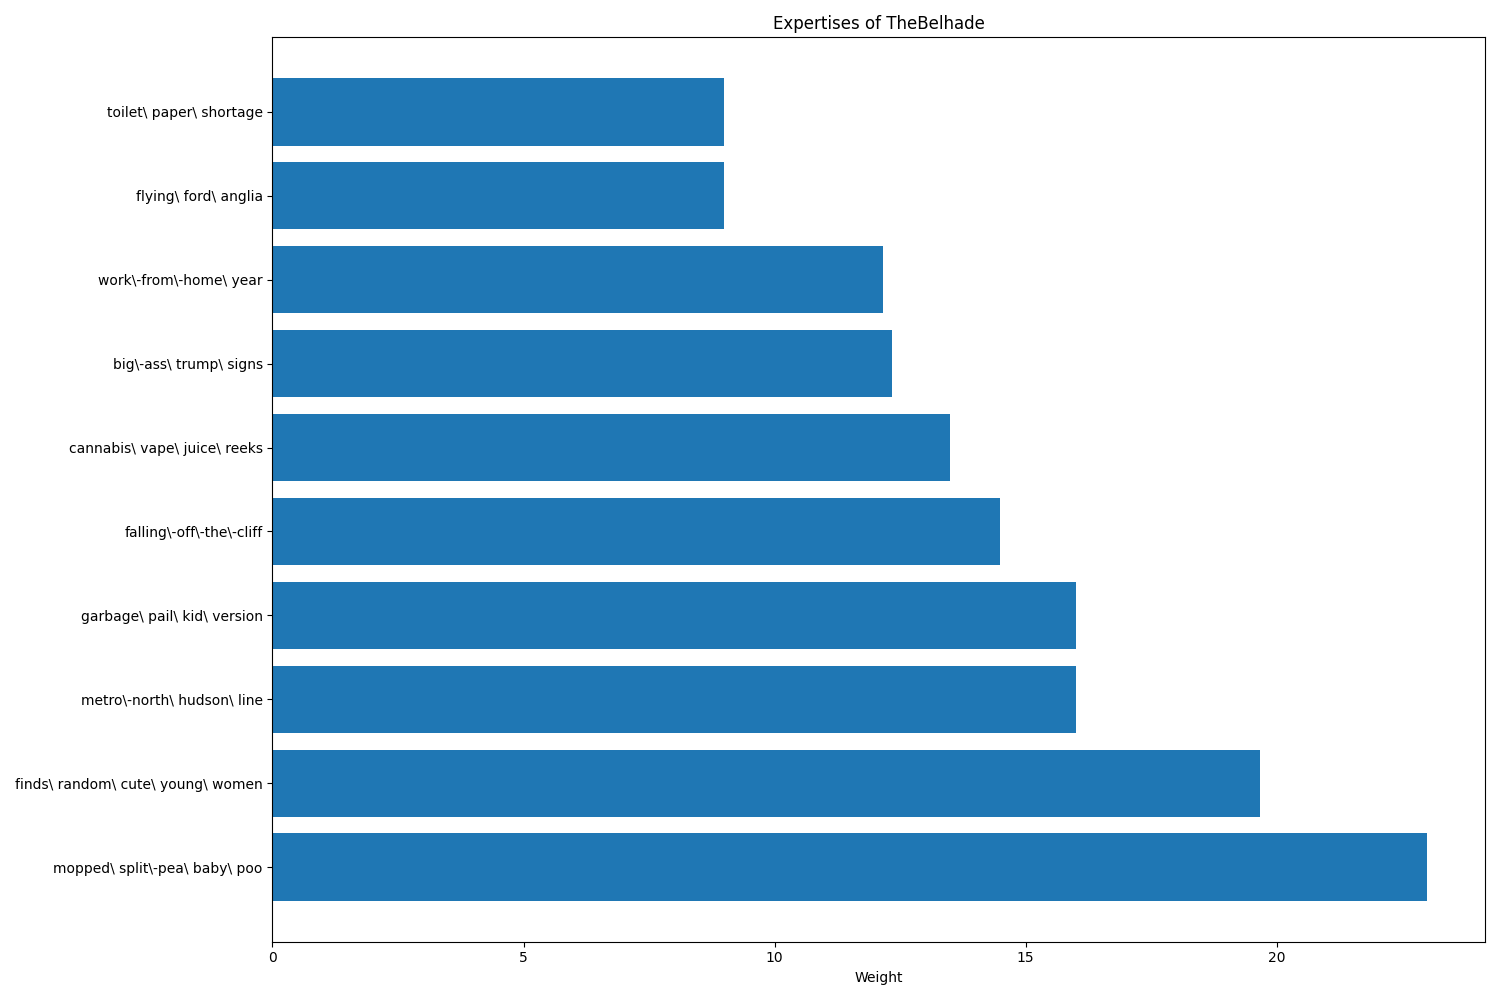 Expertises of TheBelhade
toilet\ paper\ shortage
flying\ ford\ anglia
work\-from\-home\ year
big\-ass\ trump\ signs
cannabis\ vape\ juice\ reeks
falling\-off\-the\-cliff
garbage\ pail\ kid\ version
metro\-north\ hudson\ line
finds\ random\ cute\ young\ women
mopped\ split\-pea\ baby\ poo
0 5 10 15 20
Weight